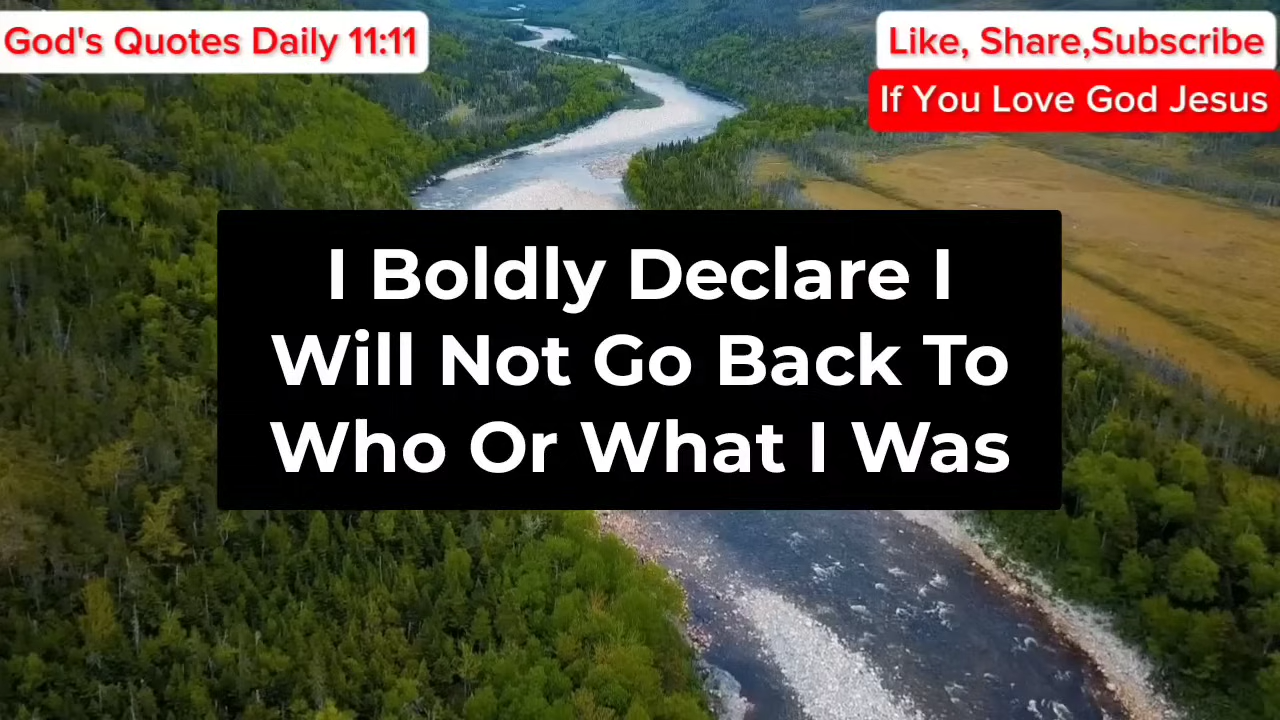 God's Quotes Daily 11:11
Like, Share,Subscribe
If You Love God Jesus
I Boldly Declare I
Will Not Go Back To
Who Or What I Was